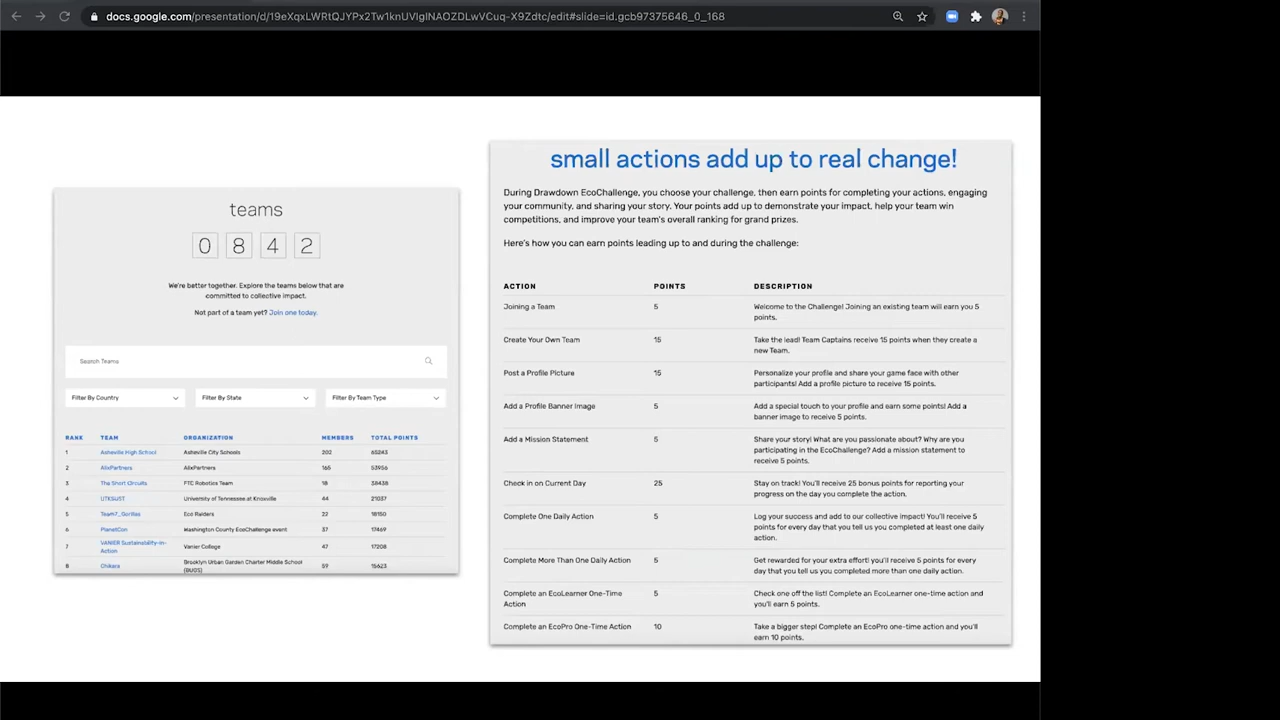 docs.google.com/presentation/d/19eXqxLWRtQJYPx2Tw1knUVIgINAOZDLwVCuq-X9Zdtc/edit#slide=id.gcb97375646_0_168
teams
0 8 4 2
We're better together. Explore the teams below that are
committed to collective impact.
Not part of a team yet? Join one today.
Search Teams
Filter By Country
Filter By State
Filter By Team Type
RANK TEAM ORGANIZATION MEMBERS TOTAL POINTS
1 Asheville High School Asheville City Schools 202 65243
2 AlixPartners AlixPartners 165 53956
3 The Short Circuits FTC Robotics Team 18 38438
4 UTKSUST University of Tennessee at Knoxville 44 21037
5 Team7_Gorillas Eco Raiders 22 18150
6 PlanetCon Washington County EcoChallenge event 37 17469
7 VANIER Sustainability-in-
Action Vanier College 47 17208
8 Chikara Brooklyn Urban Garden Charter Middle School
(BUGS) 59 15623
small actions add up to real change!
During Drawdown EcoChallenge, you choose your challenge, then earn points for completing your actions, engaging
your community, and sharing your story. Your points add up to demonstrate your impact, help your team win
competitions, and improve your team's overall ranking for grand prizes.
Here's how you can earn points leading up to and during the challenge:
ACTION POINTS DESCRIPTION
Joining a Team 5 Welcome to the Challenge! Joining an existing team will earn you 5
points.
Create Your Own Team 15 Take the lead! Team Captains receive 15 points when they create a
new Team.
Post a Profile Picture 15 Personalize your profile and share your game face with other
participants! Add a profile picture to receive 15 points.
Add a Profile Banner Image 5 Add a special touch to your profile and earn some points! Add a
banner image to receive 5 points.
Add a Mission Statement 5 Share your story! What are you passionate about? Why are you
participating in the EcoChallenge? Add a mission statement to
receive 5 points.
Check in on Current Day 25 Stay on track! You'll receive 25 bonus points for reporting your
progress on the day you complete the action.
Complete One Daily Action 5 Log your success and add to our collective impact! You'll receive 5
points for every day that you tell us you completed at least one daily
action.
Complete More Than One Daily Action 5 Get rewarded for your extra effort! you'll receive 5 points for every
day that you tell us you completed more than one daily action.
Complete an EcoLearner One-Time
Action 5 Check one off the list! Complete an EcoLearner one-time action and
you'll earn 5 points.
Complete an EcoPro One-Time Action 10 Take a bigger step! Complete an EcoPro one-time action and you'll
earn 10 points.